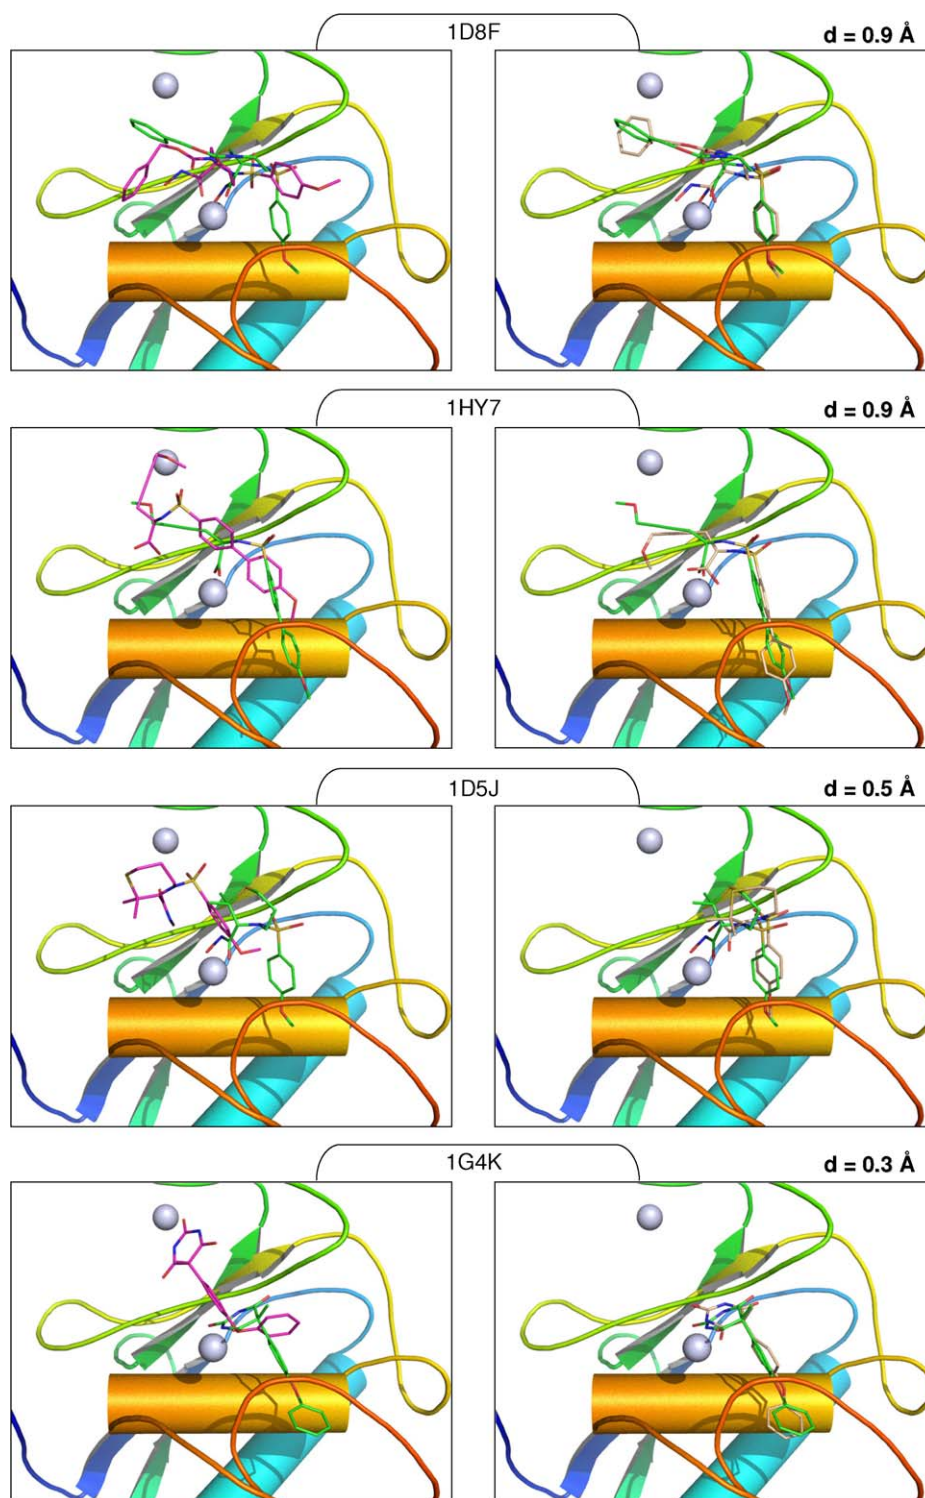 1D8F
d = 0.9 Å
1HY7
d = 0.9 Å
1D5J
d = 0.5 Å
1G4K
d = 0.3 Å